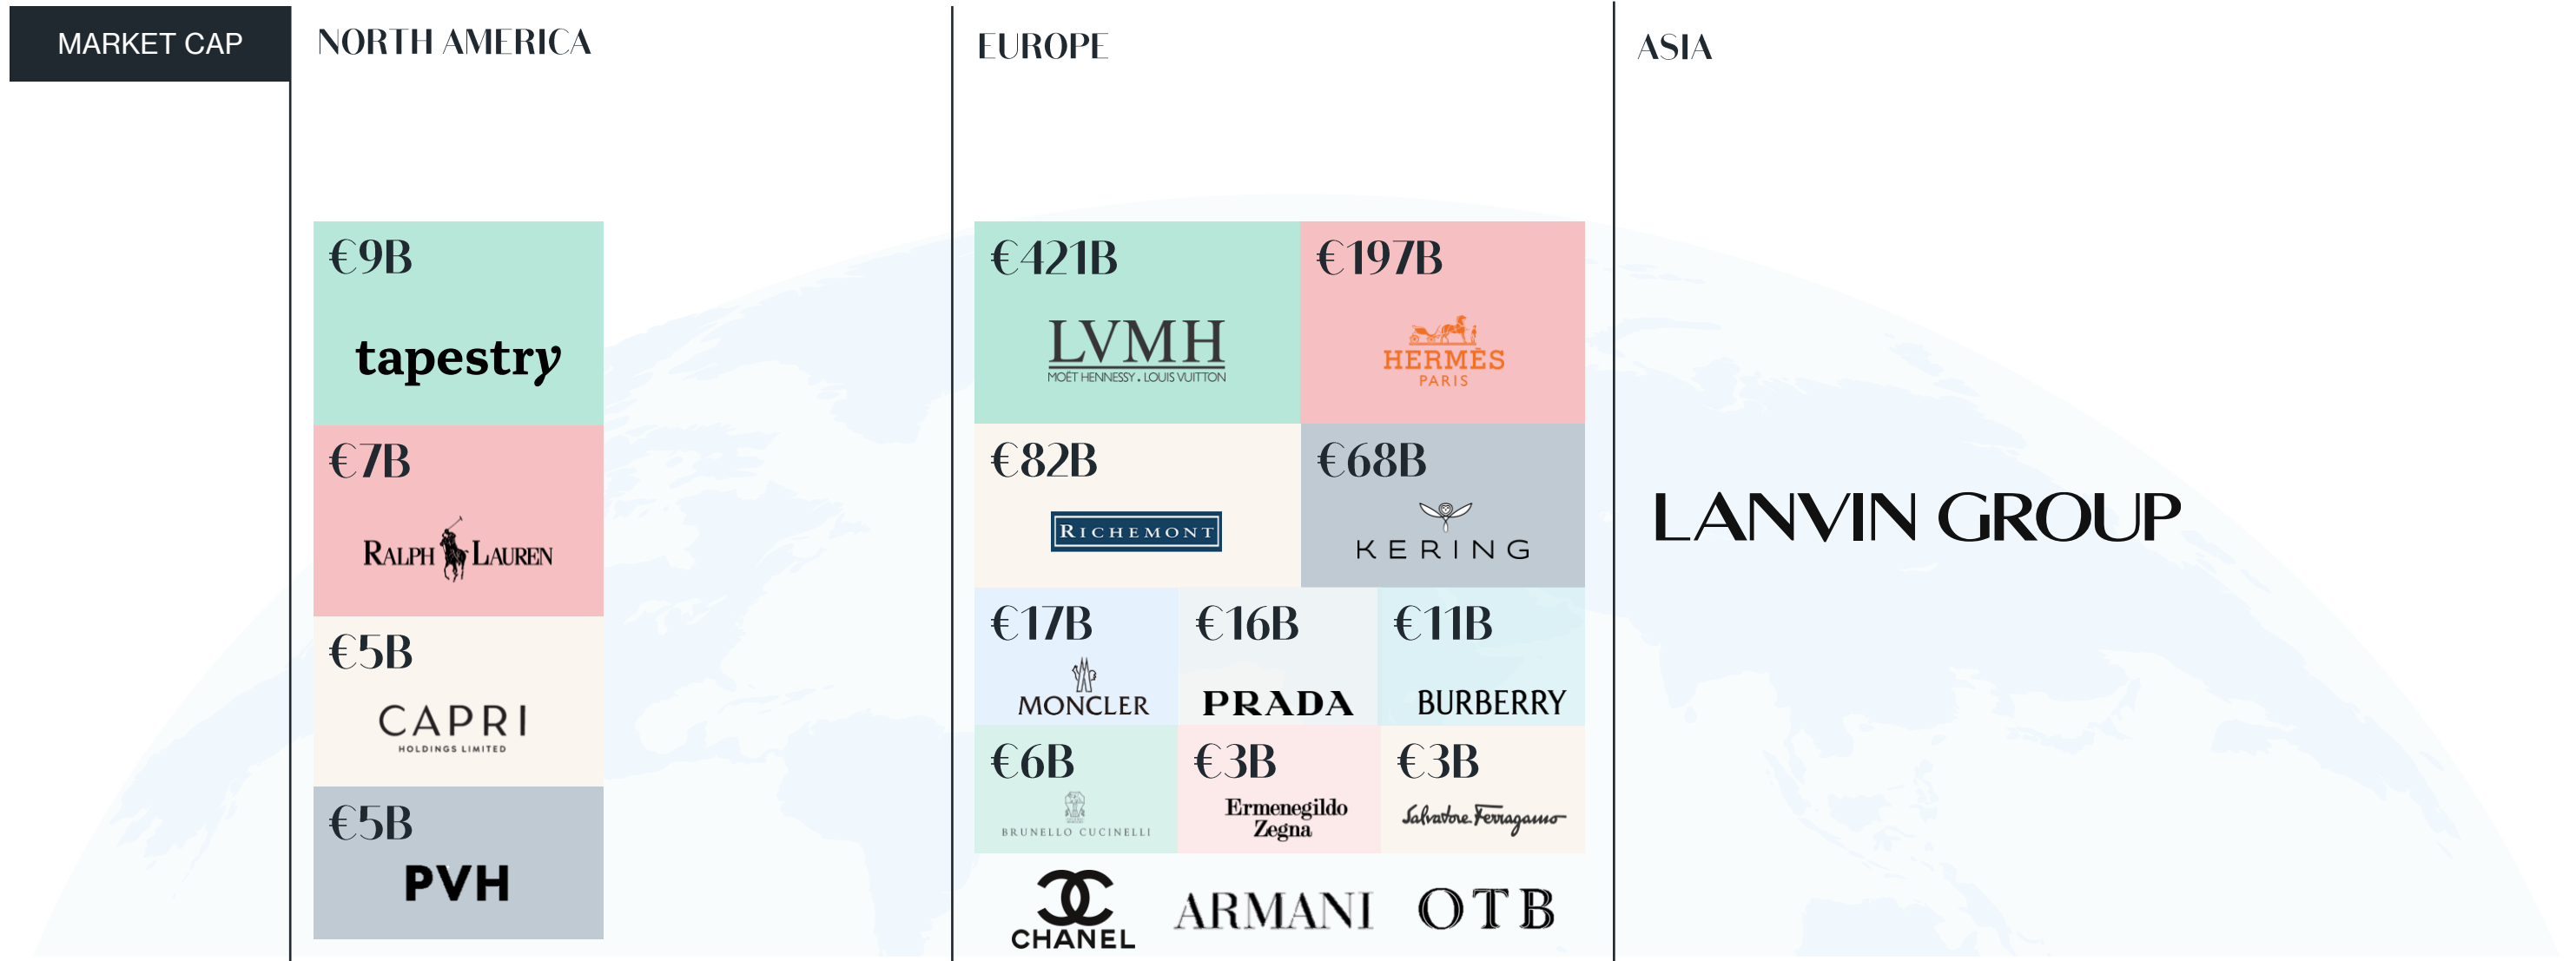 MARKET CAP
NORTH AMERICA
€9B
tapestry
€7B
RALPH LAUREN
€5B
CAPRI
HOLDINGS LIMITED
€5B
PVH
EUROPE
€421B
LVMH
MOËT HENNESSY. LOUIS VUITTON
€197B
HERMÈS
PARIS
€82B
RICHEMONT
€68B
KERING
€17B
MONCLER
€16B
PRADA
€11B
BURBERRY
€6B
BRUNELLO CUCINELLI
€3B
Ermenegildo
Zegna
€3B
Salvatore Ferragamo
CHANEL
ARMANI
OTB
ASIA
LANVIN GROUP